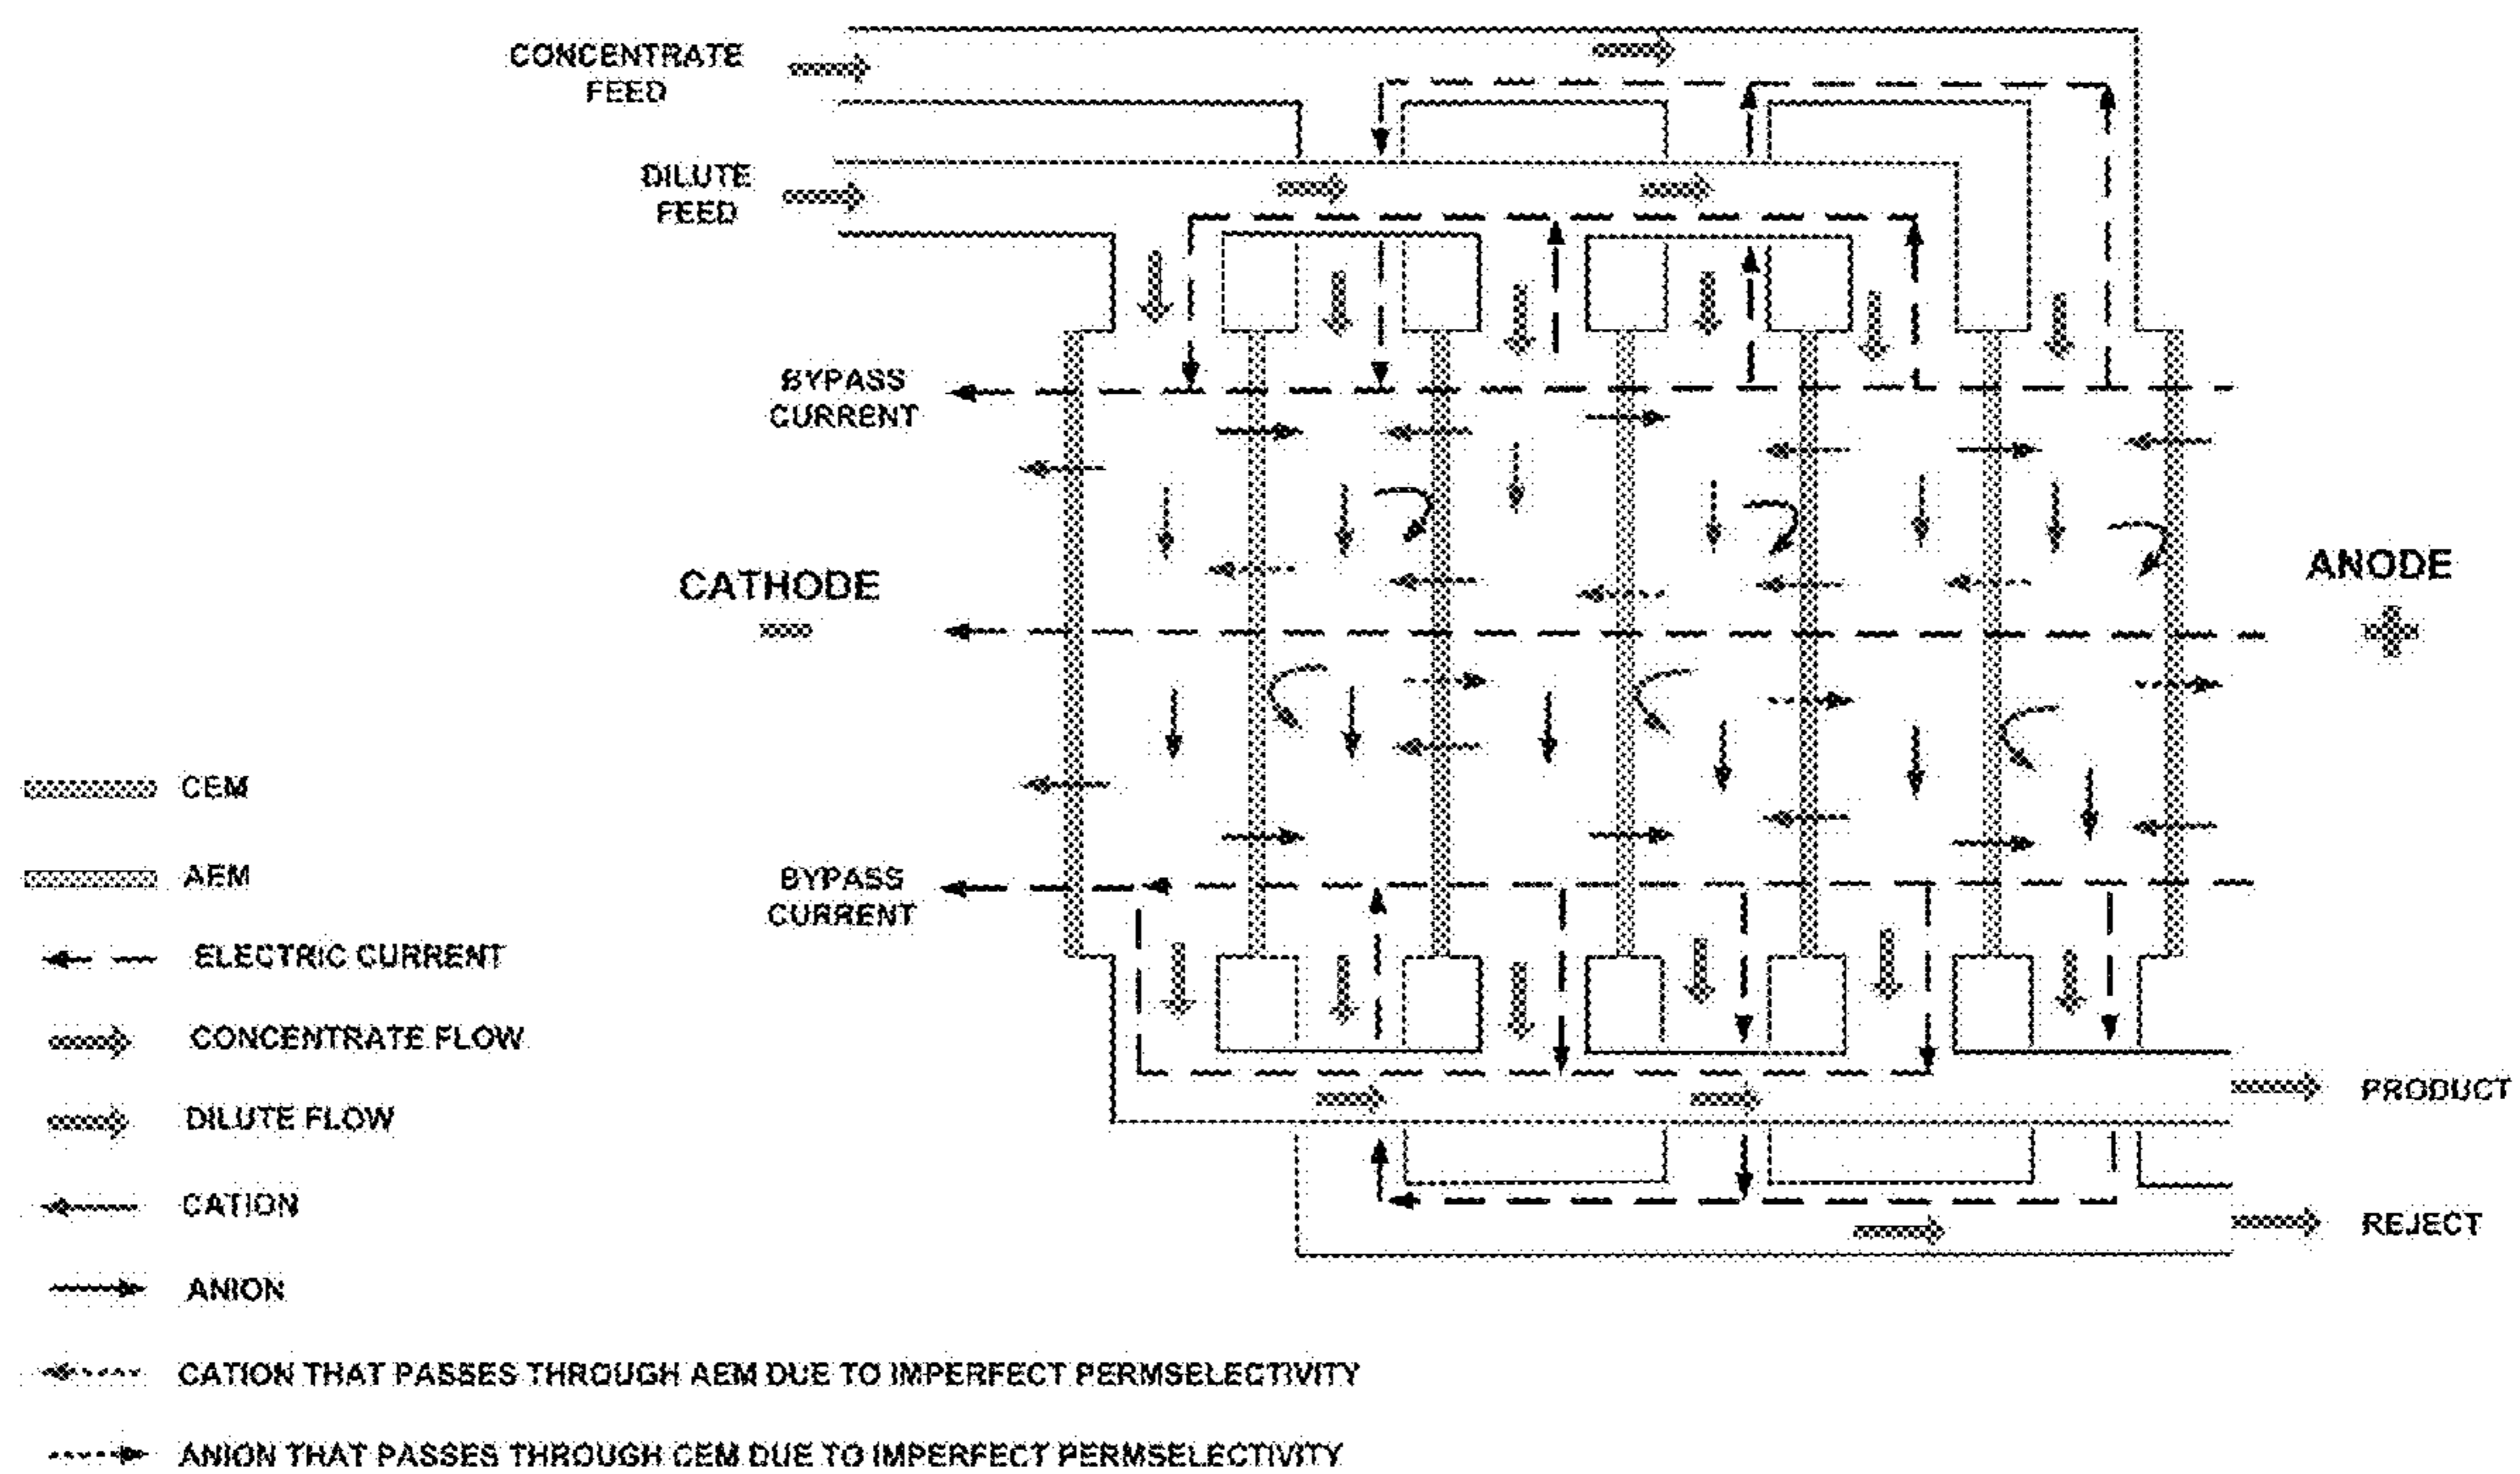 CONCENTRATE
FEED
DILUTE
FEED
BYPASS
CURRENT
CATHODE
ANODE
CEM
AEM
BYPASS
CURRENT
ELECTRIC CURRENT
CONCENTRATE FLOW
DILUTE FLOW
PRODUCT
CATION
REJECT
ANION
CATION THAT PASSES THROUGH AEM DUE TO IMPERFECT PERMSELECTIVITY
ANION THAT PASSES THROUGH CEM DUE TO IMPERFECT PERMSELECTIVITY